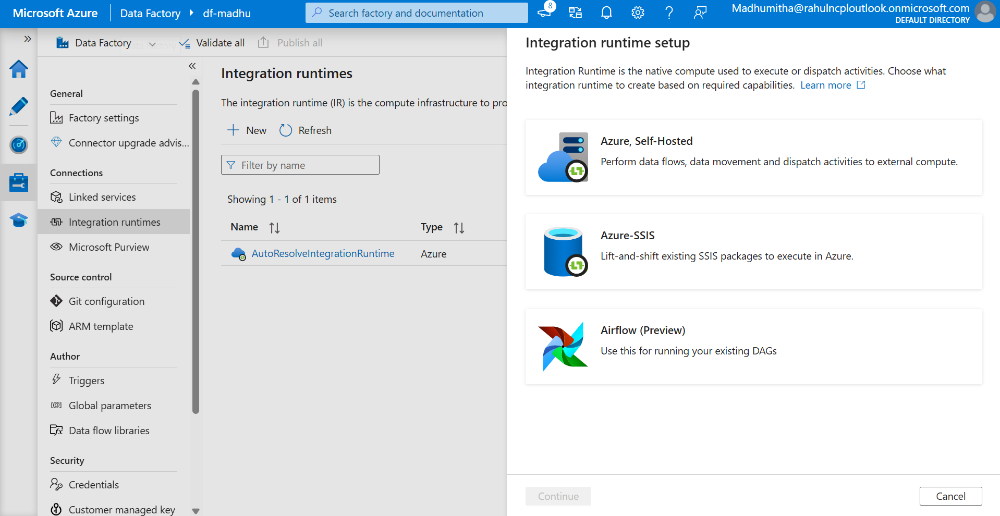 Microsoft Azure
Data Factory
df-madhu
Search factory and documentation
8
Madhumitha@rahulncploutlook.onmicrosoft.com
DEFAULT DIRECTORY
Data Factory
Data Factory
Validate all
Publish all
General
Factory settings
Connector upgrade advis...
Connections
Linked services
Integration runtimes
Microsoft Purview
Source control
Git configuration
ARM template
Author
Triggers
Global parameters
Data flow libraries
Security
Credentials
Customer managed key
Integration runtimes
The integration runtime (IR) is the compute infrastructure to pro
New
Refresh
Filter by name
Showing 1 - 1 of 1 items
Name
Type
AutoResolveIntegrationRuntime
Azure
Integration runtime setup
Integration Runtime is the native compute used to execute or dispatch activities. Choose what
integration runtime to create based on required capabilities. Learn more
Azure, Self-Hosted
Perform data flows, data movement and dispatch activities to external compute.
Azure-SSIS
Lift-and-shift existing SSIS packages to execute in Azure.
Airflow (Preview)
Use this for running your existing DAGs
Continue
Cancel